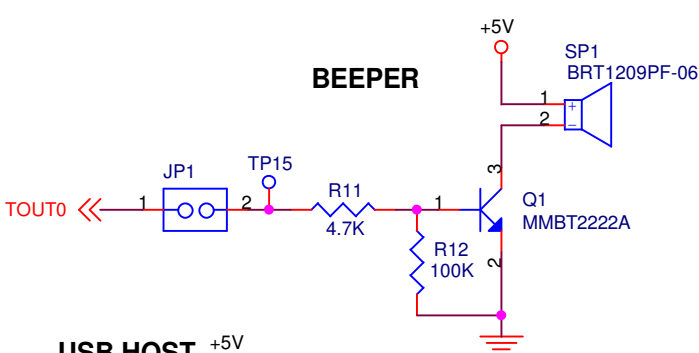 +5V
SP1
BRT1209PF-06
BEEPER
1
+
2
−
3
JP1
TP15
R11
TOUT0
1
2
4.7K
1
Q1
MMBT2222A
R12
100K
2
USB HOST
+5V